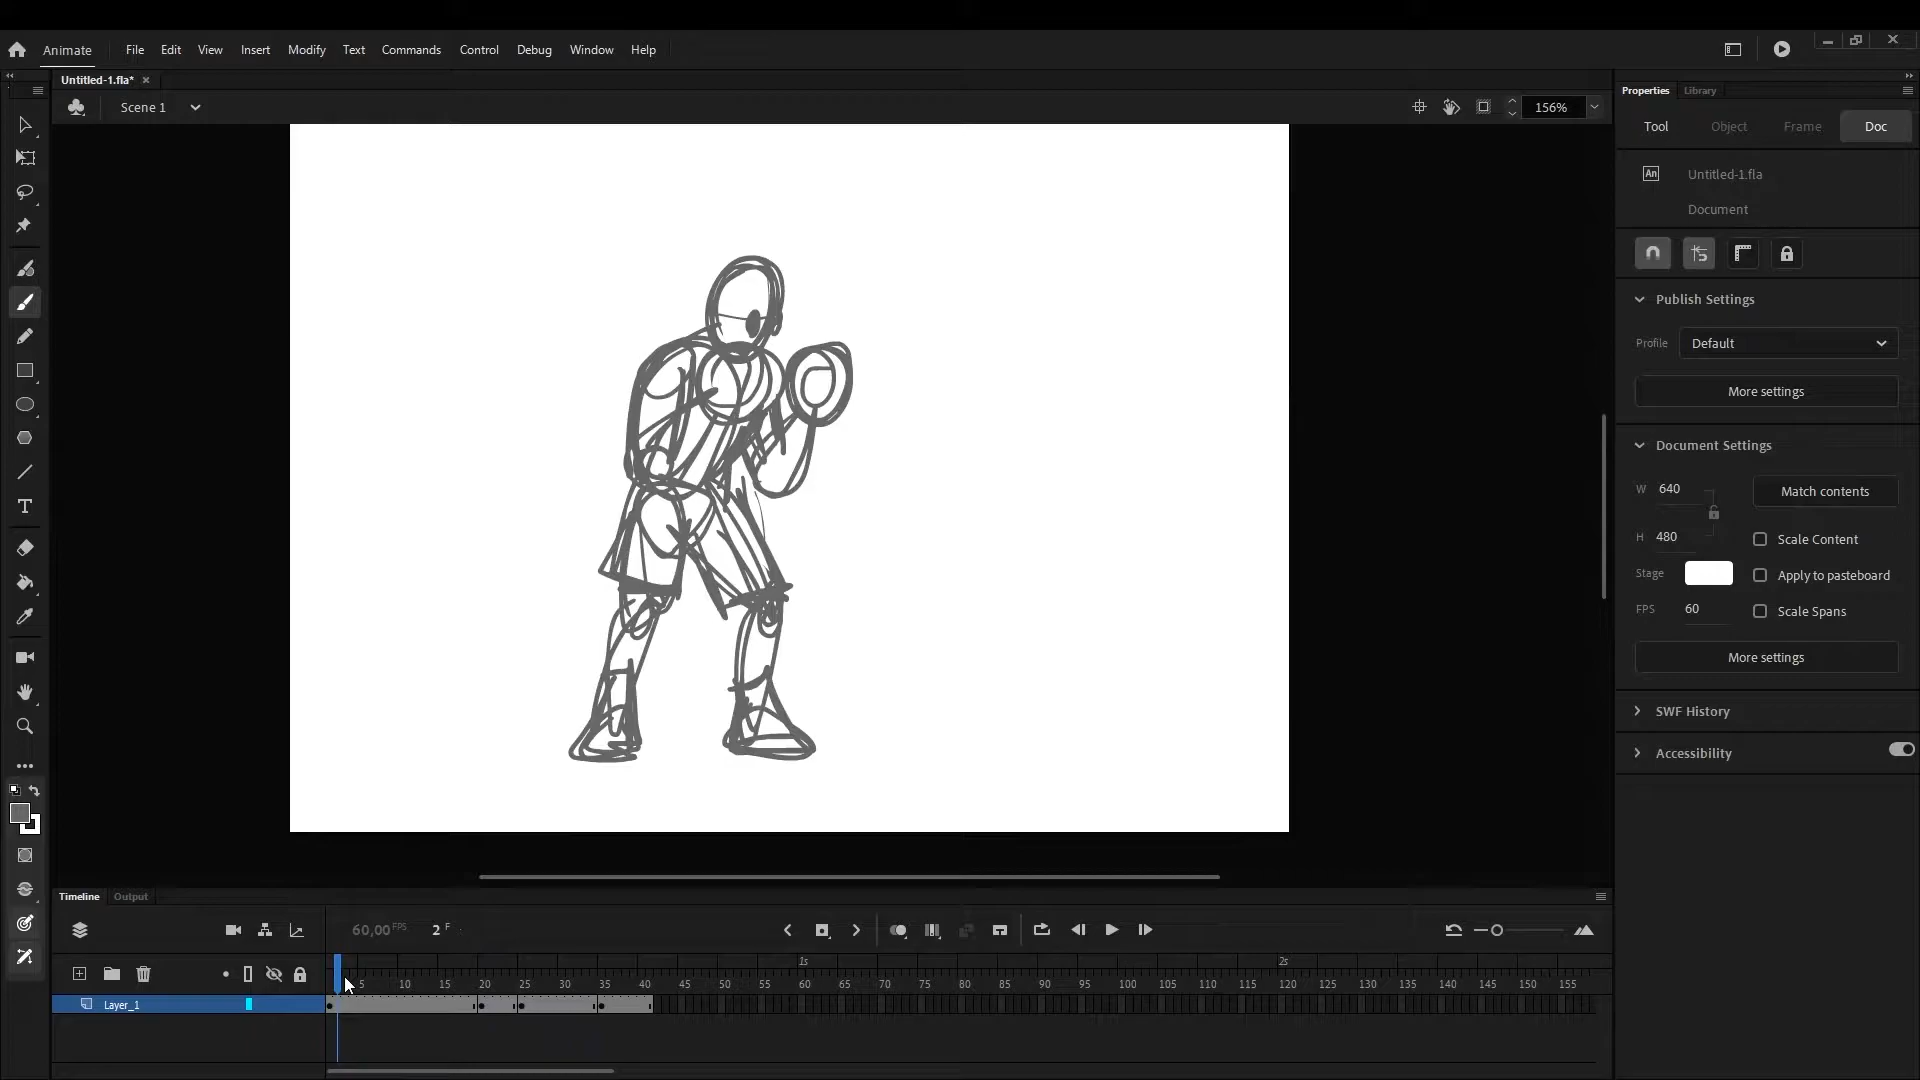 Animate File Edit View Insert Modify Text Commands Control Debug Window Help
Untitled-1.fla*
Scene 1
156%
Properties Library
Tool Object Frame Doc
An Untitled-1.fla
Document
Publish Settings
Profile Default
More settings
Document Settings
W 640
Match contents
H 480
Scale Content
Stage
Apply to pasteboard
FPS 60
Scale Spans
More settings
SWF History
Accessibility
T
Timeline Output
60,00 FPS 2 F
1s 2s
5 10 15 20 25 30 35 40 45 50 55 60 65 70 75 80 85 90 95 100 105 110 115 120 125 130 135 140 145 150 155
Layer_1